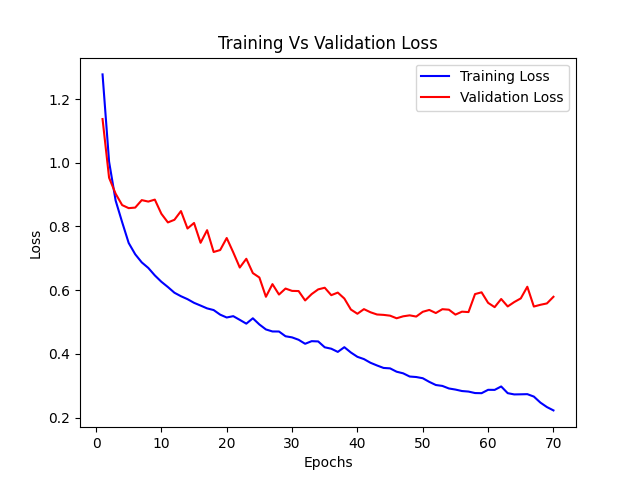 Training Vs Validation Loss
Training Loss
Validation Loss
Loss
1.2
1.0
0.8
0.6
0.4
0.2
0 10 20 30 40 50 60 70
Epochs